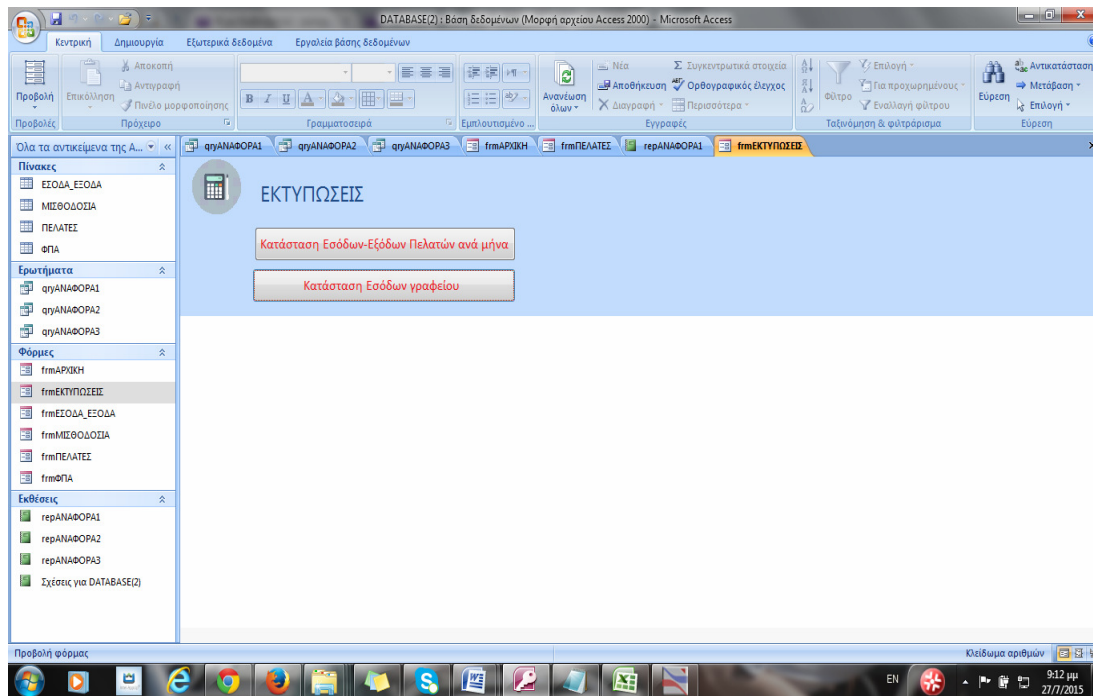 DATABASE(2) : Βάση δεδομένων (Μορφή αρχείου Access 2000) - Microsoft Access
Κεντρική Δημιουργία Εξωτερικά δεδομένα Εργαλεία βάσης δεδομένων
Προβολή
Προβολές
Επικόλληση
Αποκοπή
Αντιγραφή
Πινέλο μορφοποίησης
Πρόχειρο
B I U
Γραμματοσειρά
Εμπλουτισμένο ...
Ανανέωση όλων
Νέα
Αποθήκευση
Διαγραφή
Συγκεντρωτικά στοιχεία
Ορθογραφικός έλεγχος
Περισσότερα
Εγγραφές
Φίλτρο
Επιλογή
Για προχωρημένους
Εναλλαγή φίλτρου
Ταξινόμηση & φιλτράρισμα
Εύρεση
Αντικατάσταση
Μετάβαση
Επιλογή
Εύρεση
Όλα τα αντικείμενα της A...
qryΑΝΑΦΟΡΑ1 qryΑΝΑΦΟΡΑ2 qryΑΝΑΦΟΡΑ3 frmΑΡΧΙΚΗ frmΠΕΛΑΤΕΣ repΑΝΑΦΟΡΑ1 frmΕΚΤΥΠΩΣΕΙΣ
Πίνακες
ΕΣΟΔΑ_ΕΞΟΔΑ
ΜΙΣΘΟΔΟΣΙΑ
ΠΕΛΑΤΕΣ
ΦΠΑ
Ερωτήματα
qryΑΝΑΦΟΡΑ1
qryΑΝΑΦΟΡΑ2
qryΑΝΑΦΟΡΑ3
Φόρμες
frmΑΡΧΙΚΗ
frmΕΚΤΥΠΩΣΕΙΣ
frmΕΣΟΔΑ_ΕΞΟΔΑ
frmΜΙΣΘΟΔΟΣΙΑ
frmΠΕΛΑΤΕΣ
frmΦΠΑ
Εκθέσεις
repΑΝΑΦΟΡΑ1
repΑΝΑΦΟΡΑ2
repΑΝΑΦΟΡΑ3
Σχέσεις για DATABASE(2)
ΕΚΤΥΠΩΣΕΙΣ
Κατάσταση Εσόδων-Εξόδων Πελατών ανά μήνα
Κατάσταση Εσόδων γραφείου
Προβολή φόρμας
Κλείδωμα αριθμών
EN
9:12 μμ
27/7/2015